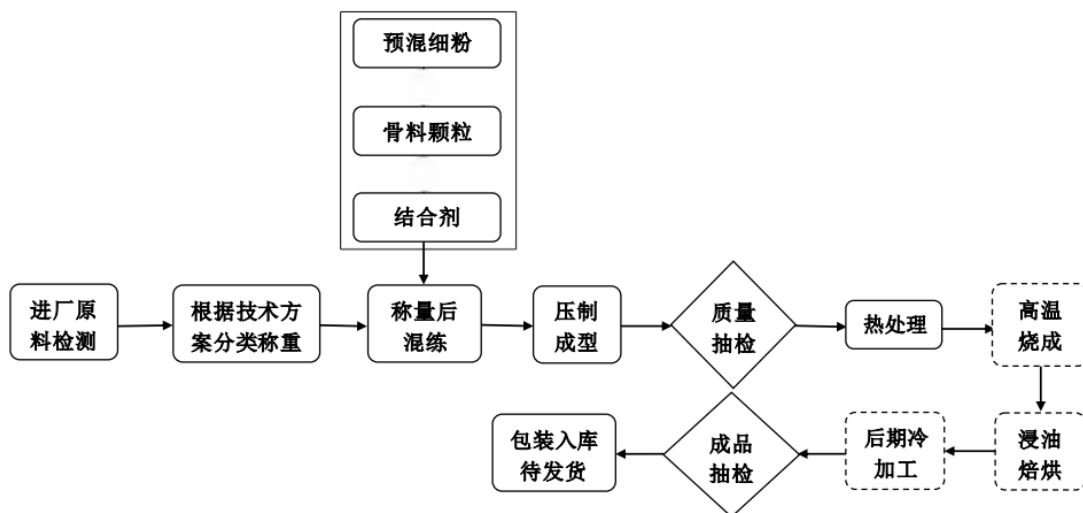 预混细粉
骨料颗粒
结合剂
进厂原
料检测
根据技术方
案分类称重
称量后
混练
压制
成型
质量
抽检
热处理
高温
烧成
浸油
焙烘
后期冷
加工
成品
抽检
包装入库
待发货